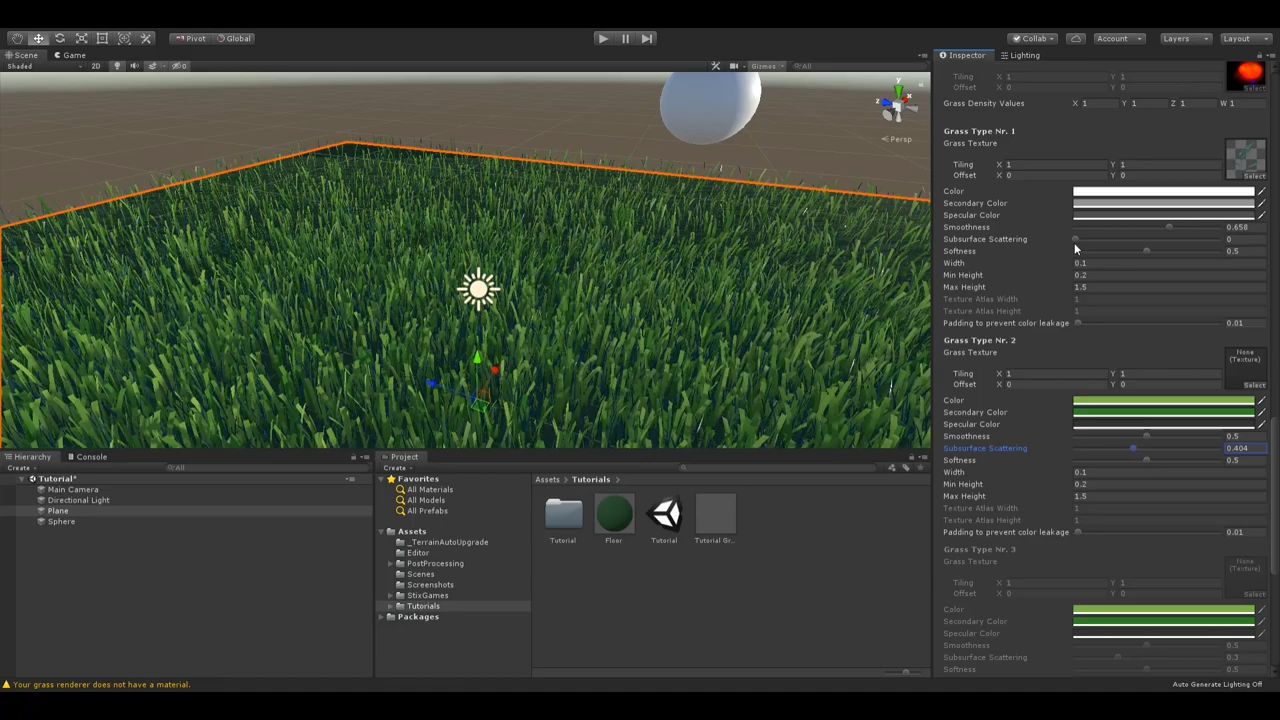 Pivot Global Collab Account Layers Layout
Scene Game Inspector Lighting
Shaded 2D 0 Gizmos All
Tiling X 1 Y 1
Offset X 0 Y 0 Select
Grass Density Values X 1 Y 1 Z 1 W 1
y
x
z
Persp
Grass Type Nr. 1
Grass Texture
Tiling X 1 Y 1
Offset X 0 Y 0 Select
Color
Secondary Color
Specular Color
Smoothness 0.658
Subsurface Scattering 0
Softness 0.5
Width 0.1
Min Height 0.2
Max Height 1.5
Texture Atlas Width 1
Texture Atlas Height 1
Padding to prevent color leakage 0.01
Grass Type Nr. 2
Grass Texture None (Texture)
Tiling X 1 Y 1
Offset X 0 Y 0 Select
Color
Secondary Color
Specular Color
Smoothness 0.5
Subsurface Scattering 0.404
Softness 0.5
Width 0.1
Min Height 0.2
Max Height 1.5
Texture Atlas Width 1
Texture Atlas Height 1
Padding to prevent color leakage 0.01
Grass Type Nr. 3
Grass Texture None (Texture)
Tiling X 1 Y 1
Offset X 0 Y 0 Select
Color
Secondary Color
Specular Color
Smoothness 0.5
Subsurface Scattering 0.3
Softness 0.5
Hierarchy Console
Create All
Tutorial*
Main Camera
Directional Light
Plane
Sphere
Project
Create
Favorites
All Materials
All Models
All Prefabs
Assets
_TerrainAutoUpgrade
Editor
PostProcessing
Scenes
Screenshots
StixGames
Tutorials
Packages
Assets Tutorials
Tutorial Floor Tutorial Tutorial Gr...
Your grass renderer does not have a material.
Auto Generate Lighting Off